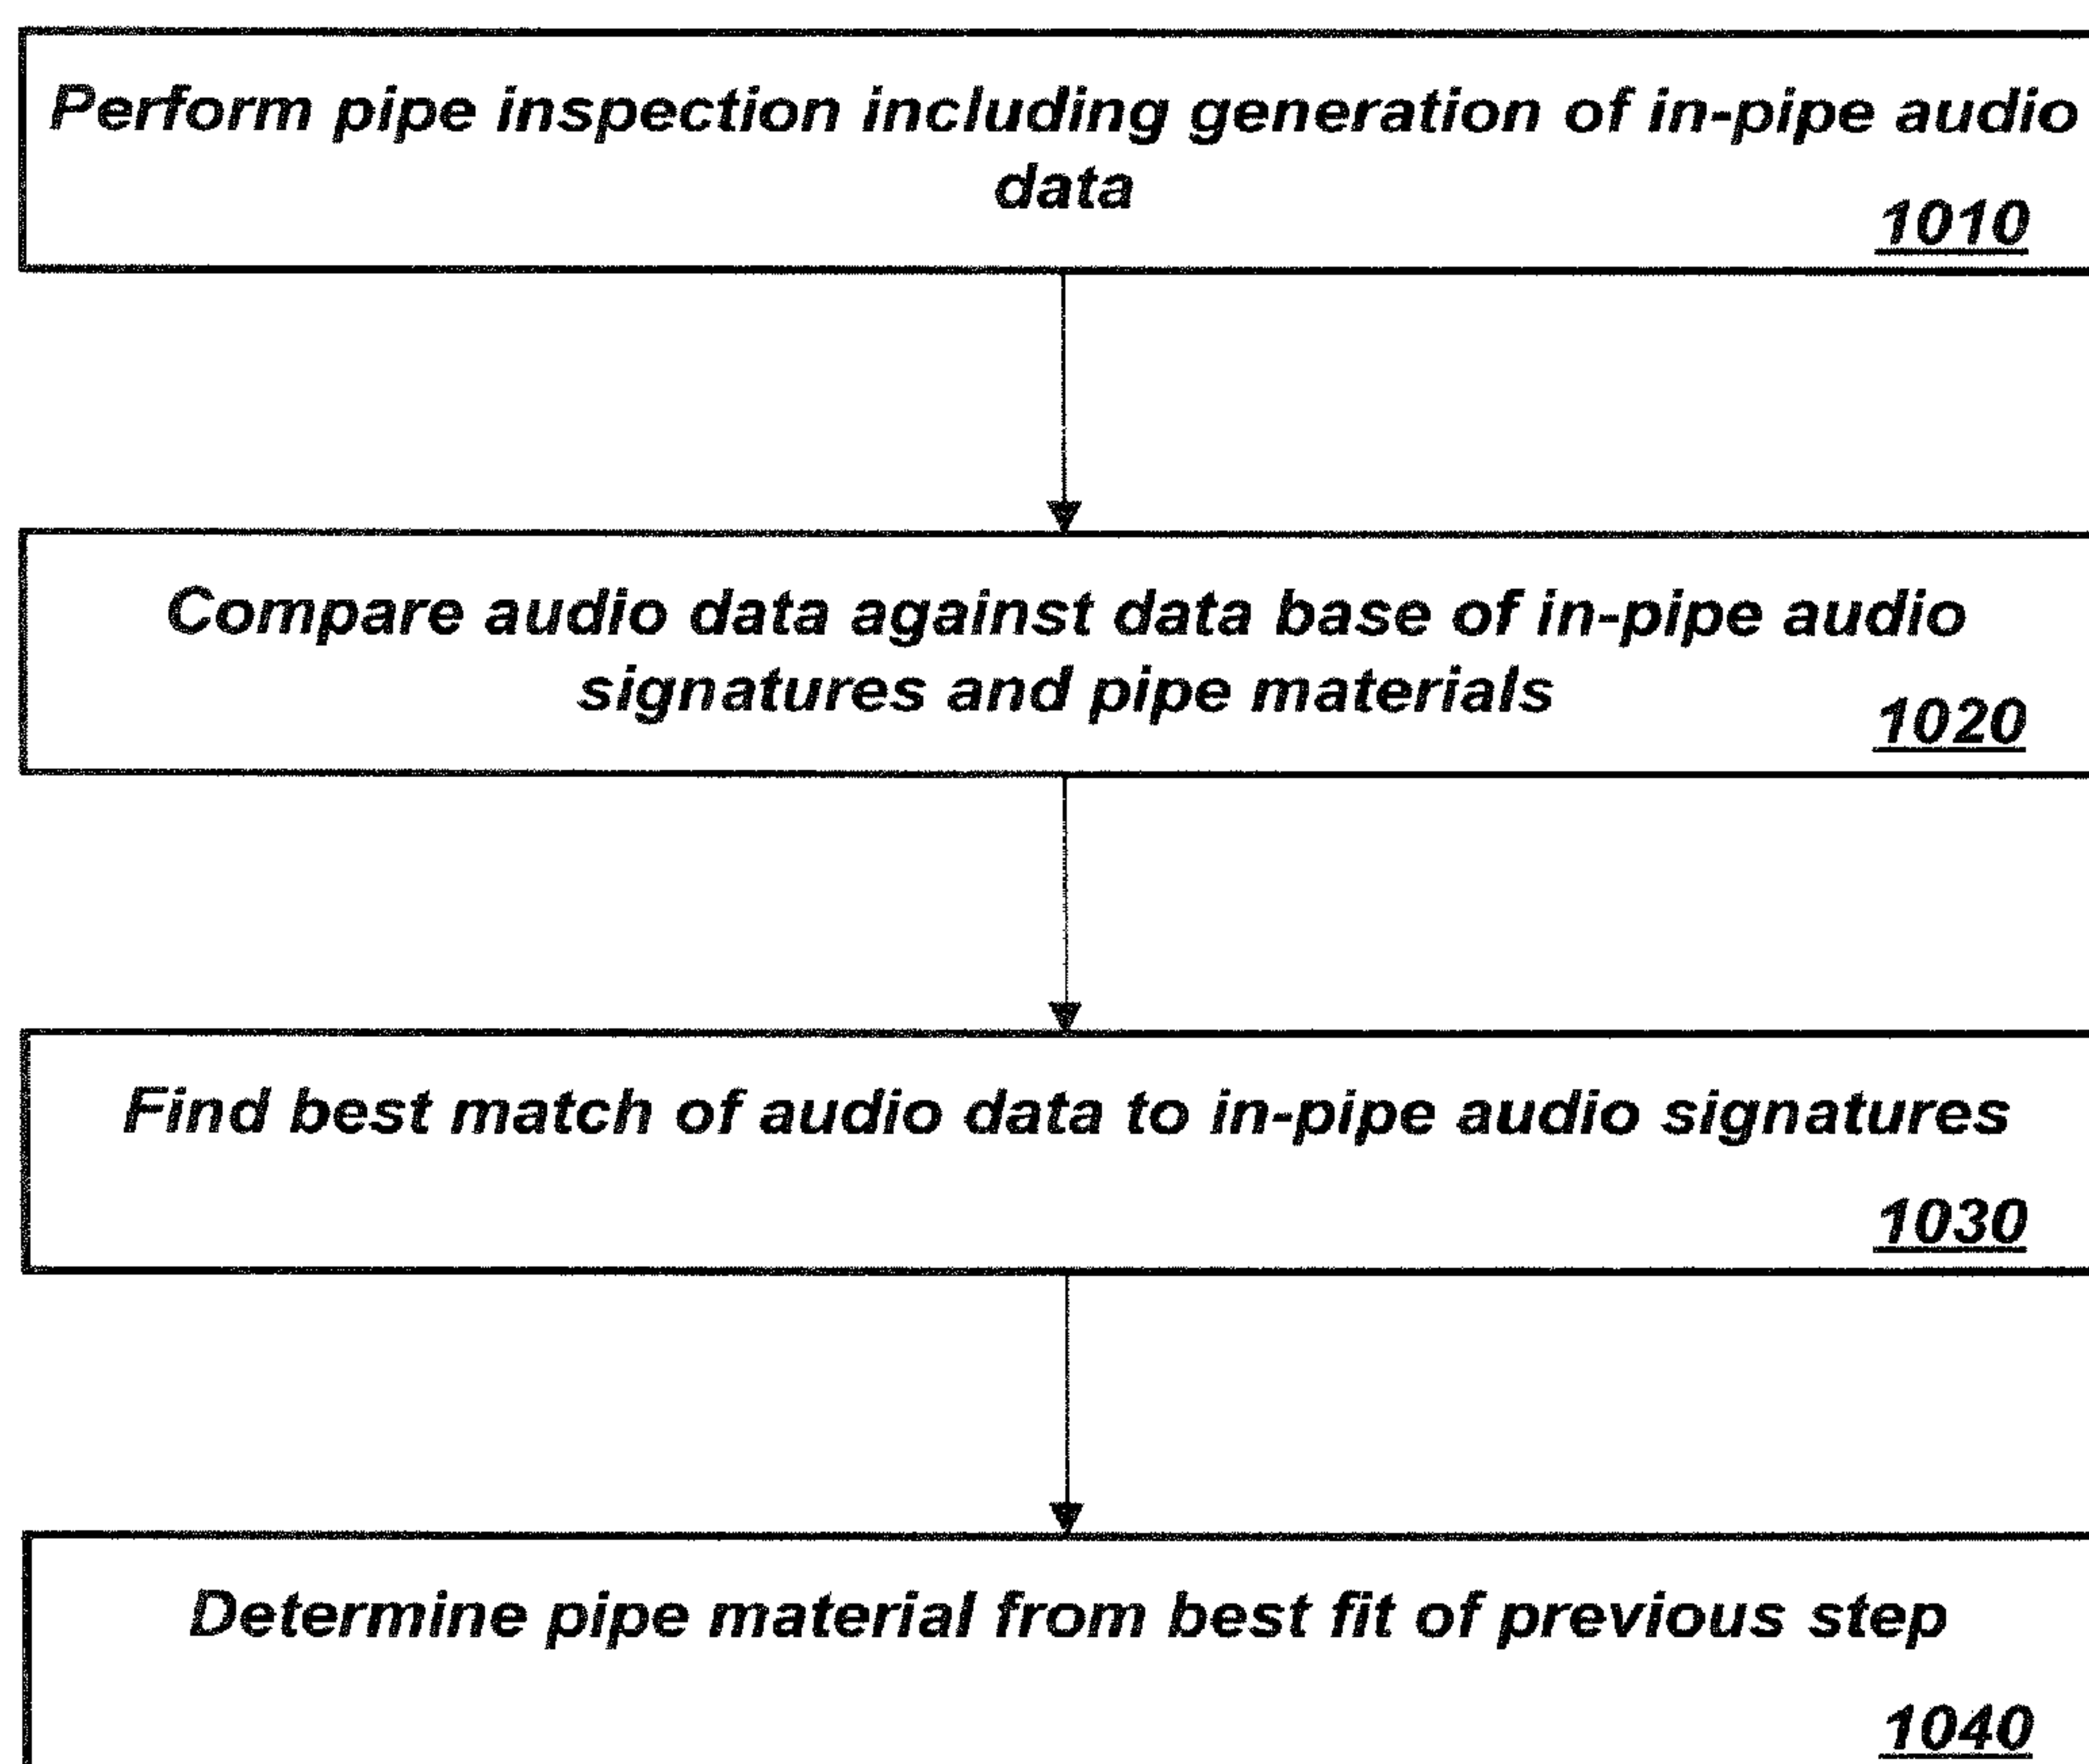 Perform pipe inspection including generation of in-pipe audio
data
1010
Compare audio data against data base of in-pipe audio
signatures and pipe materials
1020
Find best match of audio data to in-pipe audio signatures
1030
Determine pipe material from best fit of previous step
1040